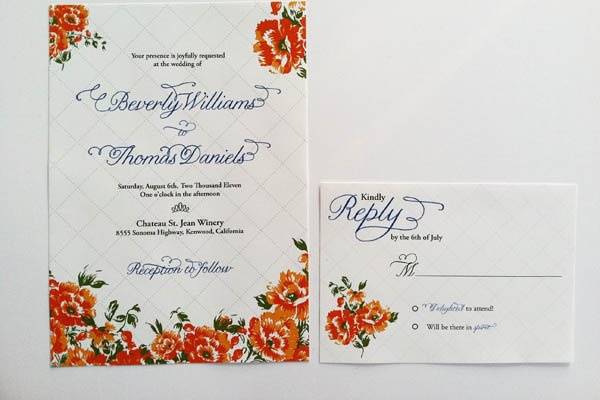 Your presence is joyfully requested
at the wedding of
Beverly Williams
to
Thomas Daniels
Saturday, August 6th, Two Thousand Eleven
One o'clock in the afternoon
Chateau St. Jean Winery
8555 Sonoma Highway, Kenwood, California
Reception to follow
Kindly
Reply
by the 6th of July
M
Delighted to attend!
Will be there in spirit